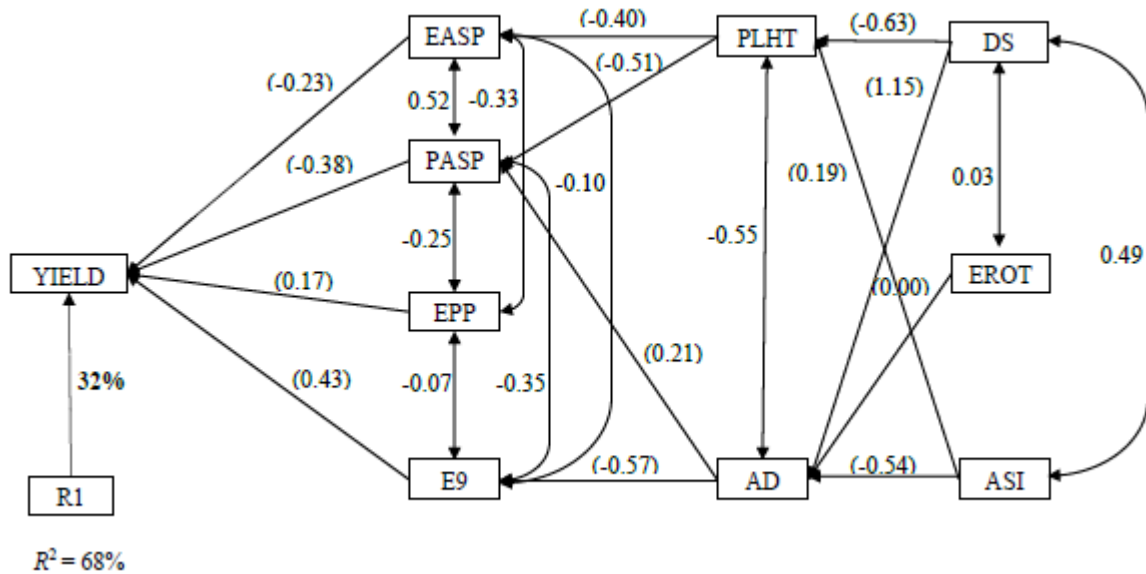 (-0.40)
(-0.63)
EASP
PLHT
DS
(-0.51)
(-0.23)
(1.15)
0.52
-0.33
PASP
(-0.38)
(0.19)
0.03
-0.10
-0.25
-0.55
0.49
YIELD
EROT
(0.17)
(0.00)
EPP
(0.21)
32%
(0.43)
-0.07
-0.35
(-0.57)
(-0.54)
E9
AD
ASI
R1
R² = 68%